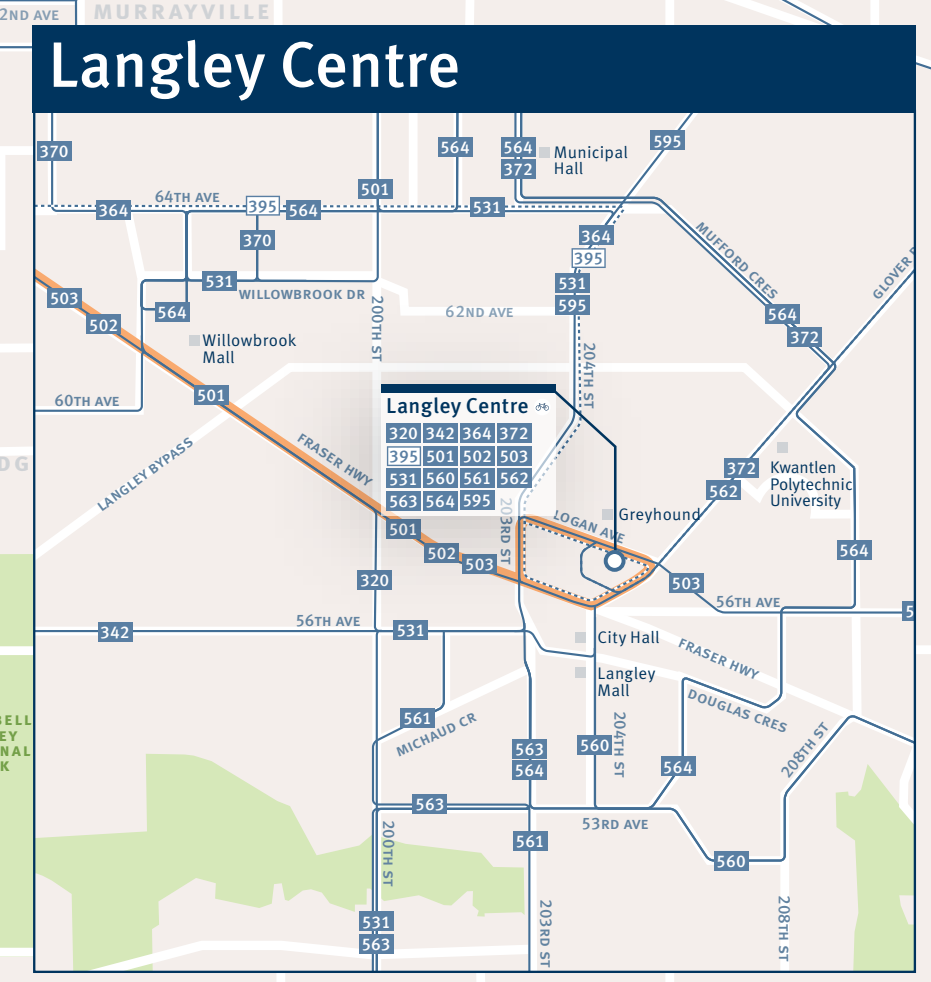 2ND AVE
MURRAYVILLE
Langley Centre
370
564
564
372
Municipal
Hall
595
501
64TH AVE
364
395
564
531
370
364
395
531
595
MUFFORD CRES
GLOVER
503
502
531
564
WILLOWBROOK DR
200TH ST
62ND AVE
564
372
Willowbrook
Mall
204TH ST
60TH AVE
501
Langley Centre
320 342 364 372
395 501 502 503
531 560 561 562
563 564 595
FRASER HWY
LANGLEY BYPASS
372
562
Kwantlen
Polytechnic
University
203RD ST
LOGAN AVE
Greyhound
501
502
503
564
320
503
56TH AVE
342
56TH AVE
531
City Hall
FRASER HWY
Langley
Mall
DOUGLAS CRES
561
MICHAUD CR
563
564
560
204TH ST
564
208TH ST
563
53RD AVE
561
560
200TH ST
531
563
203RD ST
208TH ST
BELL
EY
NAL
K
DG
5